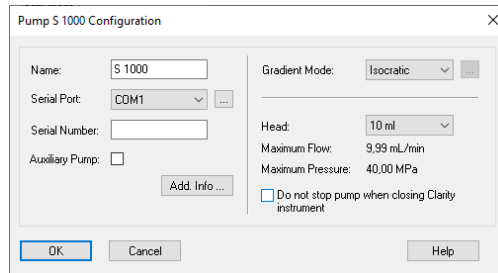 Pump S 1000 Configuration
Name:
S 1000
Serial Port:
COM1
...
Serial Number:
Auxiliary Pump:
Add. Info ...
Gradient Mode:
Isocratic
...
Head:
10 ml
Maximum Flow:
9,99 mL/min
Maximum Pressure:
40,00 MPa
Do not stop pump when closing Clarity
instrument
OK
Cancel
Help